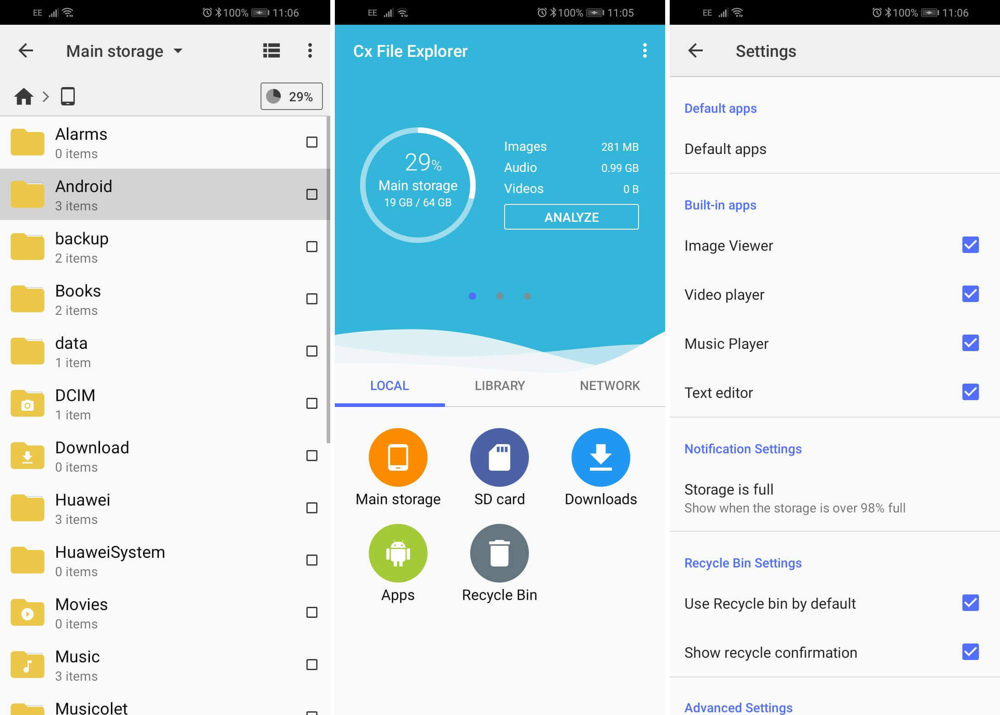 EE 100% 11:06
Main storage
29%
Alarms
0 items
Android
3 items
backup
2 items
Books
2 items
data
1 item
DCIM
1 item
Download
0 items
Huawei
3 items
HuaweiSystem
0 items
Movies
0 items
Music
3 items
Musicolet
EE 100% 11:05
Cx File Explorer
29%
Main storage
19 GB / 64 GB
Images 281 MB
Audio 0.99 GB
Videos 0 B
ANALYZE
LOCAL LIBRARY NETWORK
Main storage SD card Downloads
Apps Recycle Bin
EE 100% 11:06
Settings
Default apps
Default apps
Built-in apps
Image Viewer
Video player
Music Player
Text editor
Notification Settings
Storage is full
Show when the storage is over 98% full
Recycle Bin Settings
Use Recycle bin by default
Show recycle confirmation
Advanced Settings